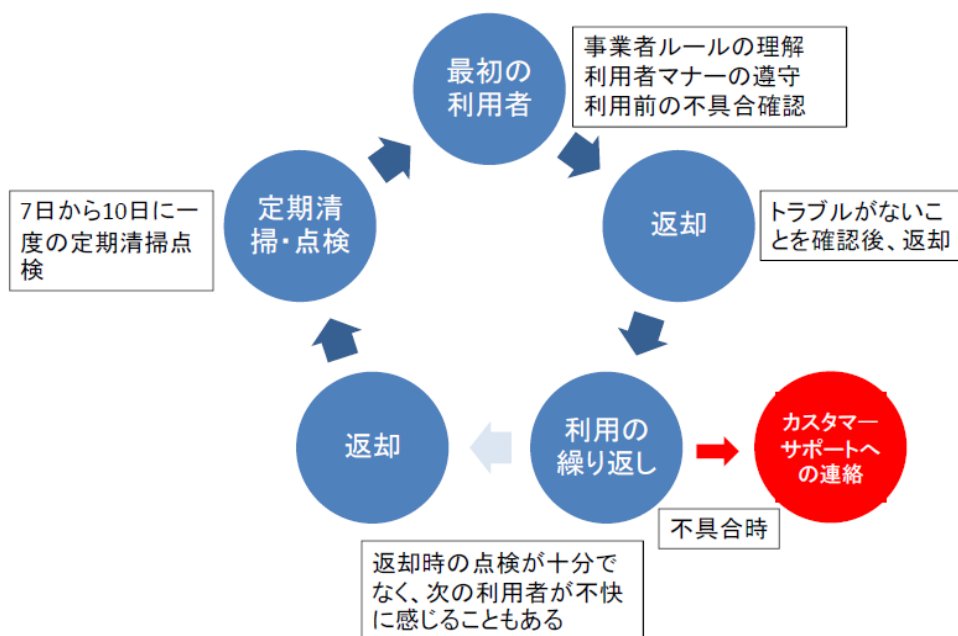 最初の
利用者
事業者ルールの理解
利用者マナーの遵守
利用前の不具合確認
返却
トラブルがないこ
とを確認後、返却
利用の
繰り返し
不具合時
カスタマー
サポートへ
の連絡
返却
返却時の点検が十分で
なく、次の利用者が不快
に感じることもある
定期清
掃・点検
7日から10日に一
度の定期清掃点
検